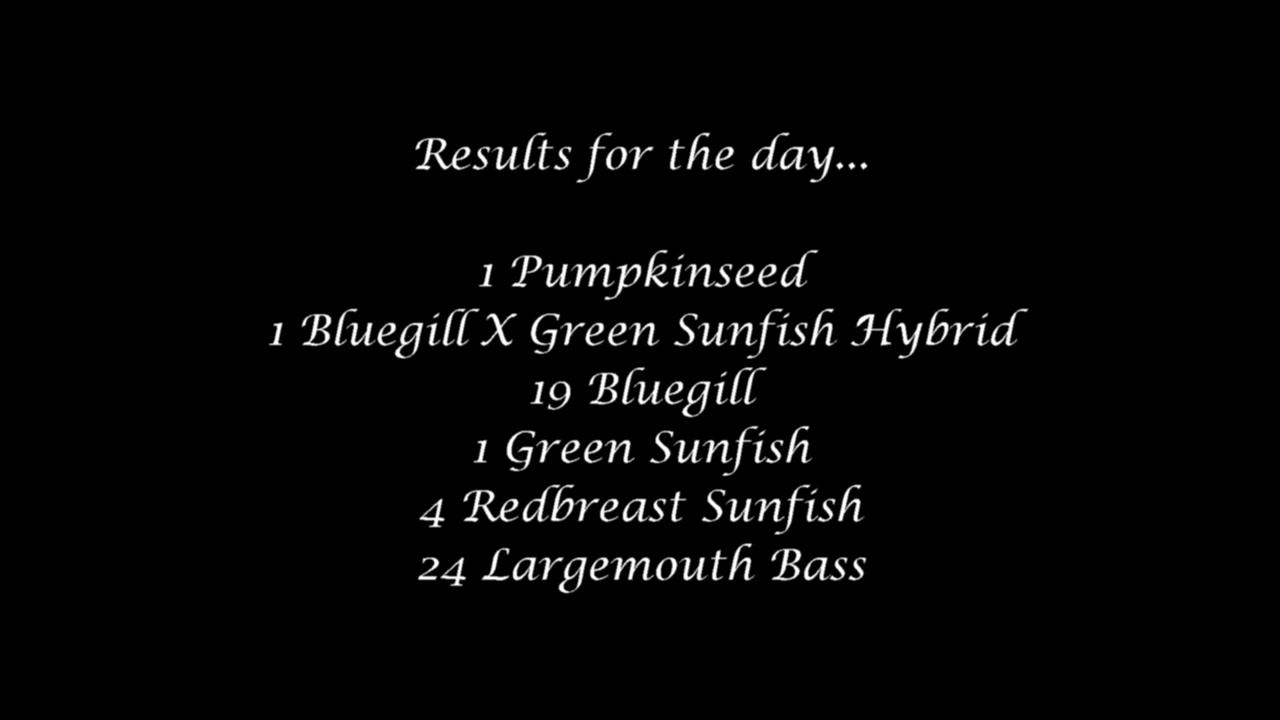 Results for the day...
1 Pumpkinseed
1 Bluegill X Green Sunfish Hybrid
19 Bluegill
1 Green Sunfish
4 Redbreast Sunfish
24 Largemouth Bass